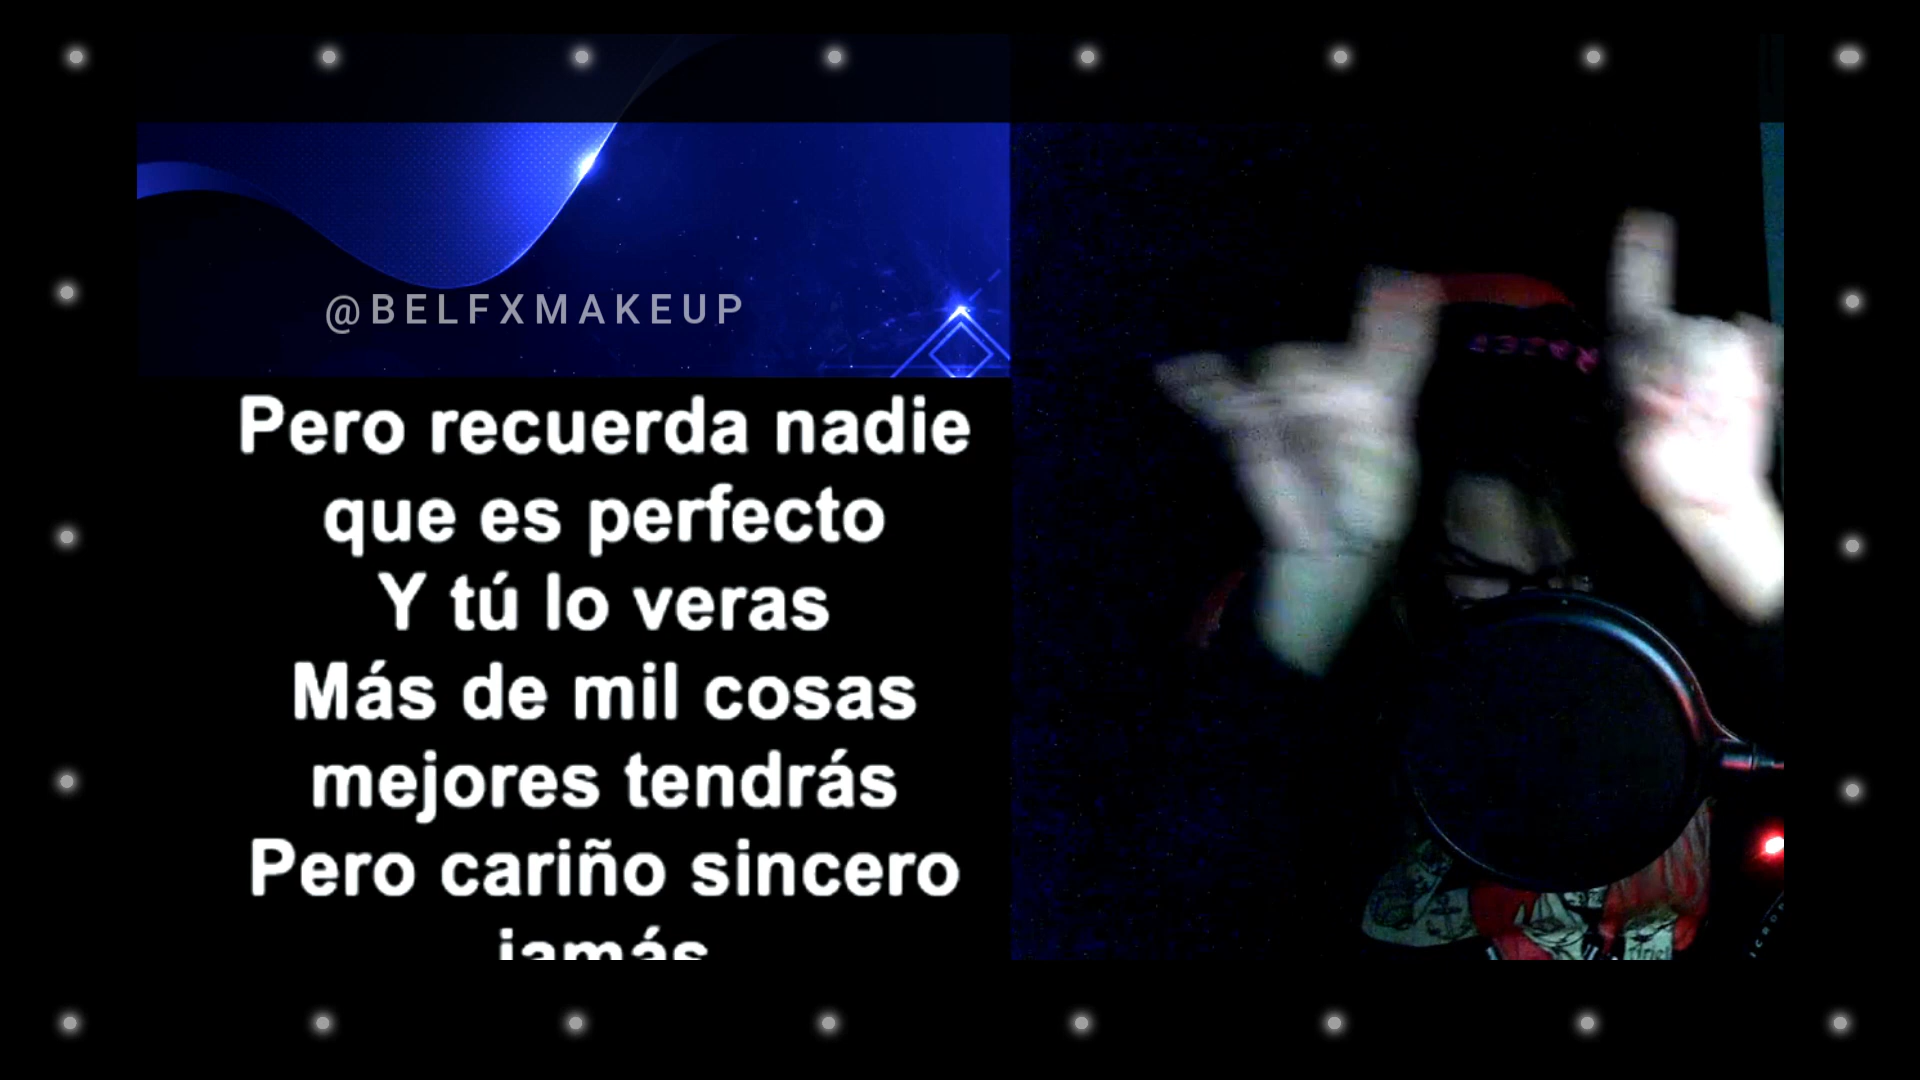 @BELFXMAKEUP
Pero recuerda nadie
que es perfecto
Y tú lo veras
Más de mil cosas
mejores tendrás
Pero cariño sincero
jamás